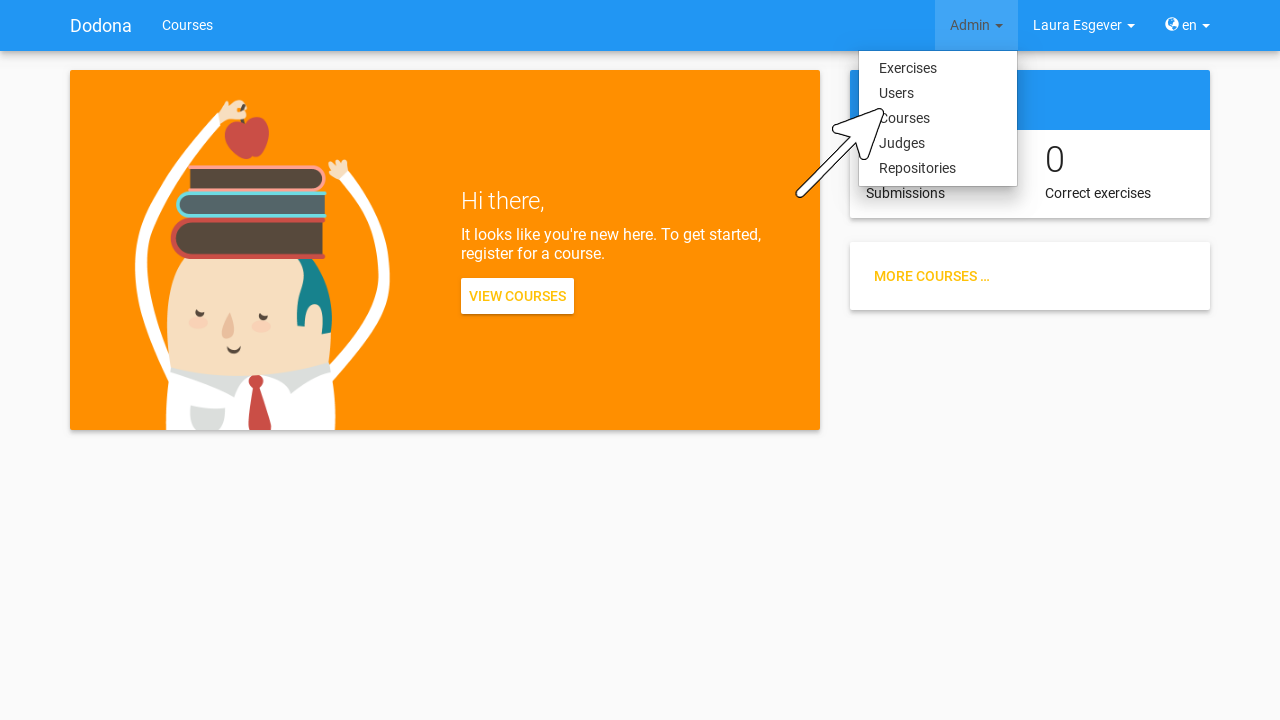 Dodona
Courses
Admin
Laura Esgever
en
Exercises
Users
Courses
Judges
Repositories
Hi there,
It looks like you're new here. To get started,
register for a course.
VIEW COURSES
0
Submissions
Correct exercises
MORE COURSES …